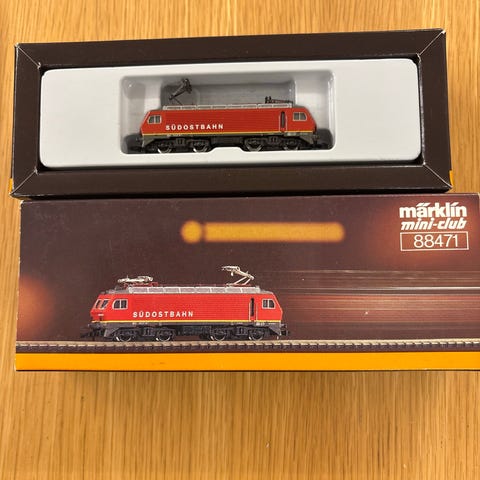 SÜDOSTBAHN
märklin
mini-club
88471
SÜDOSTBAHN